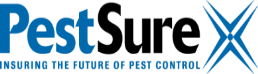 PestSure
INSURING THE FUTURE OF PEST CONTROL